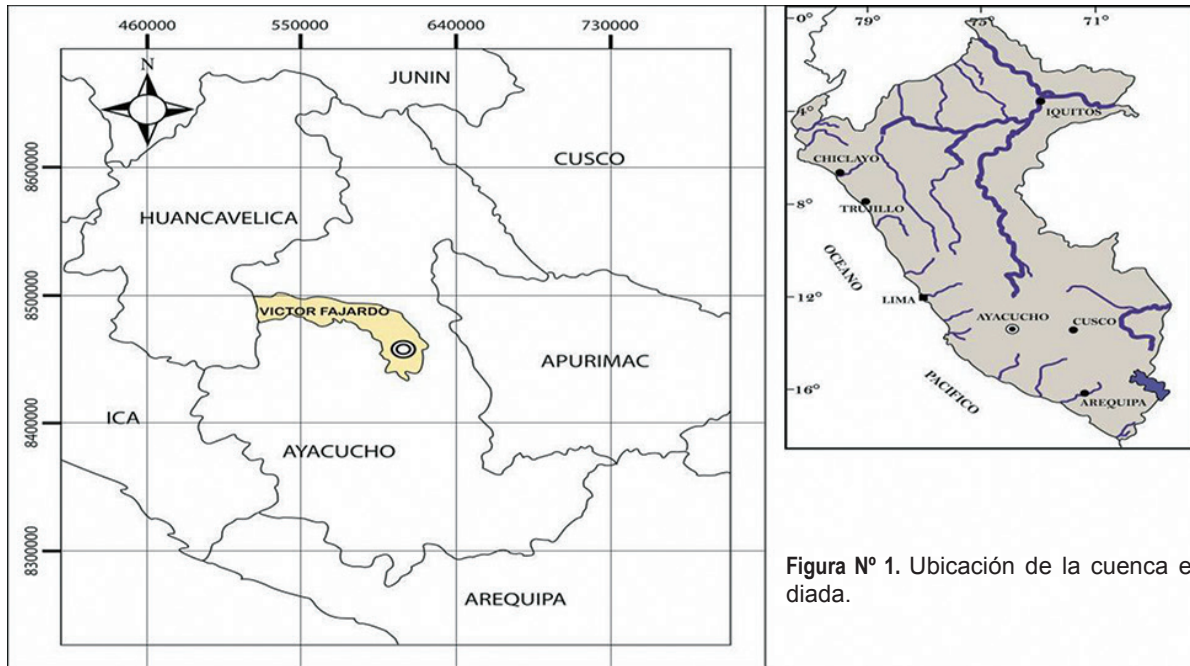 460000 5500000 640000 730000
N
JUNIN
CUSCO
8600000
HUANCAVELICA
8500000
VICTOR FAJARDO
APURIMAC
ICA
8400000
AYACUCHO
8300000
AREQUIPA
0° 79 75 71
4°
IQUITOS
CHICLAYO
8°
TRUJILLO
OCEANO
LIMA
12°
AYACUCHO
CUSCO
PACIFICO
16°
AREQUIPA
Figura Nº 1. Ubicación de la cuenca e
diada.